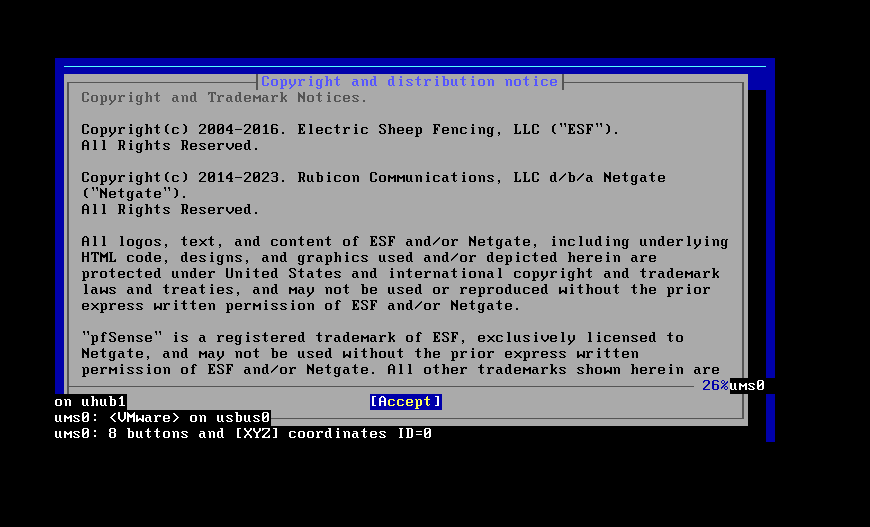 Copyright and distribution notice
Copyright and Trademark Notices.
Copyright(c) 2004-2016. Electric Sheep Fencing, LLC ("ESF").
All Rights Reserved.
Copyright(c) 2014-2023. Rubicon Communications, LLC d/b/a Netgate
("Netgate").
All Rights Reserved.
All logos, text, and content of ESF and/or Netgate, including underlying
HTML code, designs, and graphics used and/or depicted herein are
protected under United States and international copyright and trademark
laws and treaties, and may not be used or reproduced without the prior
express written permission of ESF and/or Netgate.
"pfSense" is a registered trademark of ESF, exclusively licensed to
Netgate, and may not be used without the prior express written
permission of ESF and/or Netgate. All other trademarks shown herein are
26%ums0
on uhub1 [Accept]
ums0: <VMware> on usbus0
ums0: 8 buttons and [XYZ] coordinates ID=0